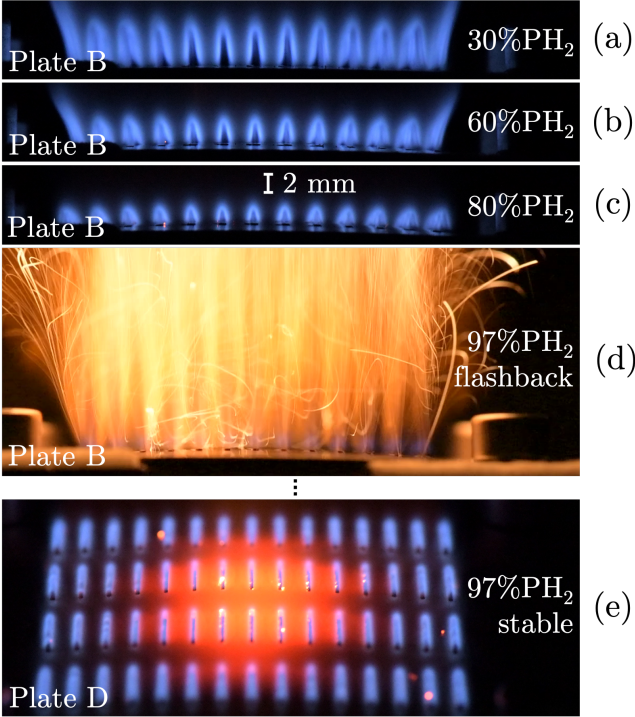 30%PH₂ (a)
Plate B
60%PH₂ (b)
Plate B
2 mm
80%PH₂ (c)
Plate B
97%PH₂
flashback (d)
Plate B
97%PH₂
stable (e)
Plate D